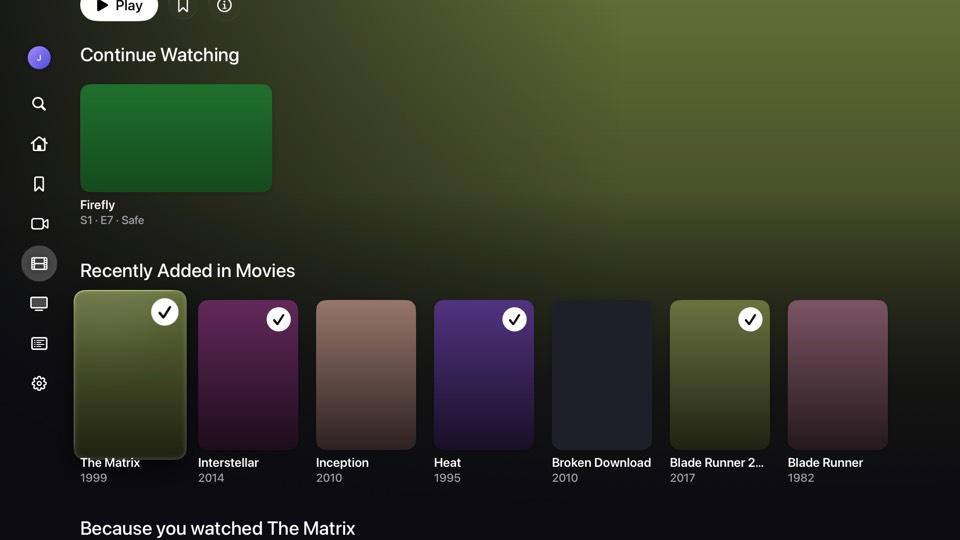 Play
Continue Watching
J
Firefly
S1 · E7 · Safe
Recently Added in Movies
The Matrix
1999
Interstellar
2014
Inception
2010
Heat
1995
Broken Download
2010
Blade Runner 2...
2017
Blade Runner
1982
Because you watched The Matrix